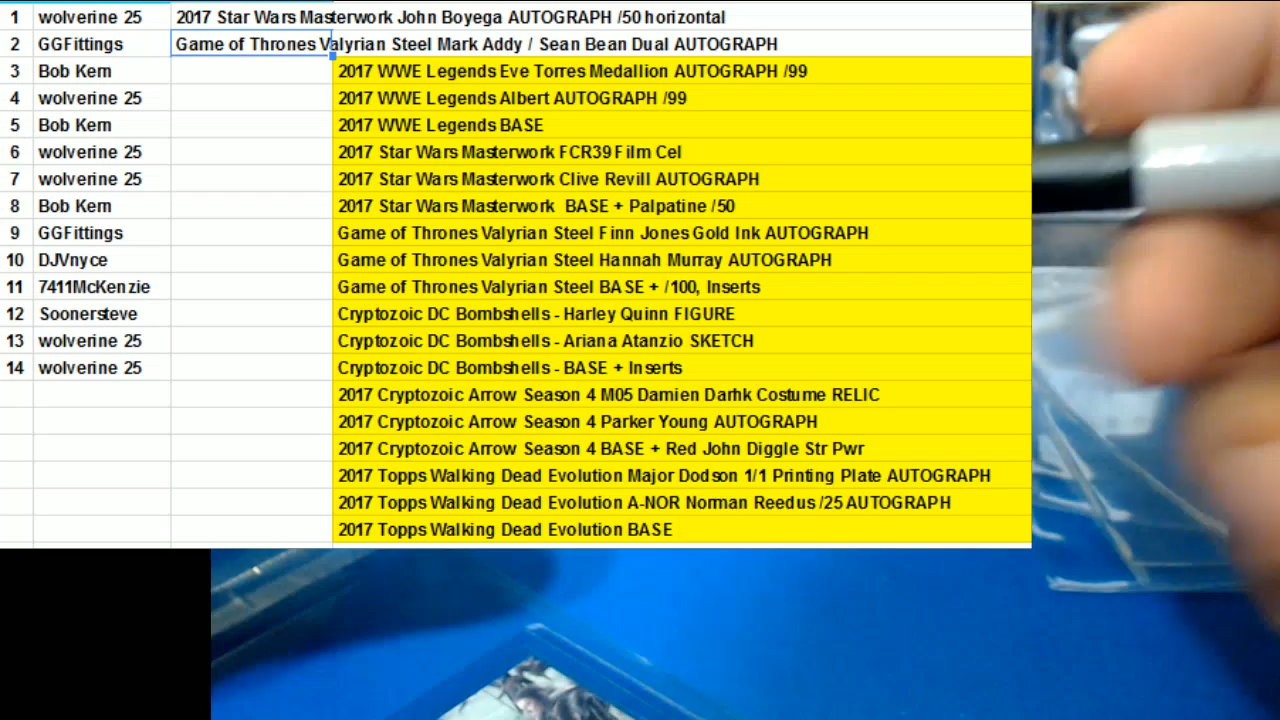 1 wolverine 25 2017 Star Wars Masterwork John Boyega AUTOGRAPH /50 horizontal
2 GGFittings Game of Thrones Valyrian Steel Mark Addy / Sean Bean Dual AUTOGRAPH
3 Bob Kern 2017 WWE Legends Eve Torres Medallion AUTOGRAPH /99
4 wolverine 25 2017 WWE Legends Albert AUTOGRAPH /99
5 Bob Kern 2017 WWE Legends BASE
6 wolverine 25 2017 Star Wars Masterwork FCR39 Film Cel
7 wolverine 25 2017 Star Wars Masterwork Clive Revill AUTOGRAPH
8 Bob Kern 2017 Star Wars Masterwork BASE + Palpatine /50
9 GGFittings Game of Thrones Valyrian Steel Finn Jones Gold Ink AUTOGRAPH
10 DJVnyce Game of Thrones Valyrian Steel Hannah Murray AUTOGRAPH
11 7411McKenzie Game of Thrones Valyrian Steel BASE + /100, Inserts
12 Soonersteve Cryptozoic DC Bombshells - Harley Quinn FIGURE
13 wolverine 25 Cryptozoic DC Bombshells - Ariana Atanzio SKETCH
14 wolverine 25 Cryptozoic DC Bombshells - BASE + Inserts
2017 Cryptozoic Arrow Season 4 M05 Damien Darhk Costume RELIC
2017 Cryptozoic Arrow Season 4 Parker Young AUTOGRAPH
2017 Cryptozoic Arrow Season 4 BASE + Red John Diggle Str Pwr
2017 Topps Walking Dead Evolution Major Dodson 1/1 Printing Plate AUTOGRAPH
2017 Topps Walking Dead Evolution A-NOR Norman Reedus /25 AUTOGRAPH
2017 Topps Walking Dead Evolution BASE